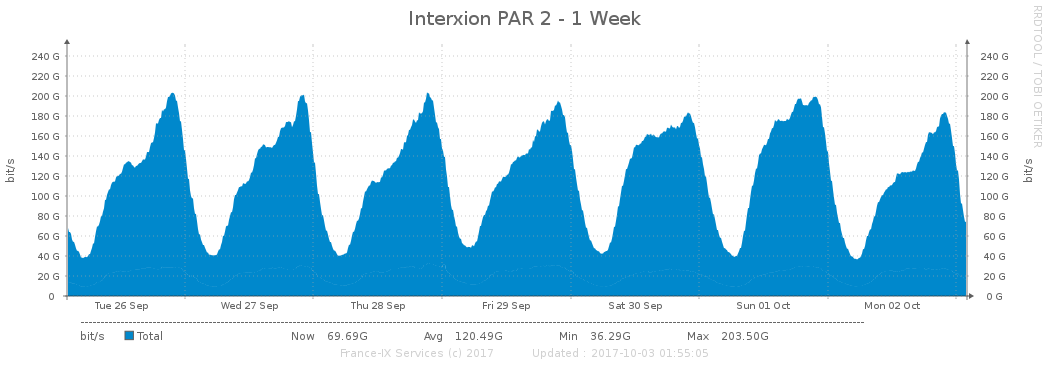 Interxion PAR 2 - 1 Week
RRDTOOL / TOBI OETIKER
240 G 240 G
220 G 220 G
200 G 200 G
180 G 180 G
160 G 160 G
140 G 140 G
120 G 120 G
100 G 100 G
80 G 80 G
60 G 60 G
40 G 40 G
20 G 20 G
0 0 G
bit/s bit/s
Tue 26 Sep Wed 27 Sep Thu 28 Sep Fri 29 Sep Sat 30 Sep Sun 01 Oct Mon 02 Oct
bit/s Total Now 69.69G Avg 120.49G Min 36.29G Max 203.50G
France-IX Services (c) 2017 Updated : 2017-10-03 01:55:05